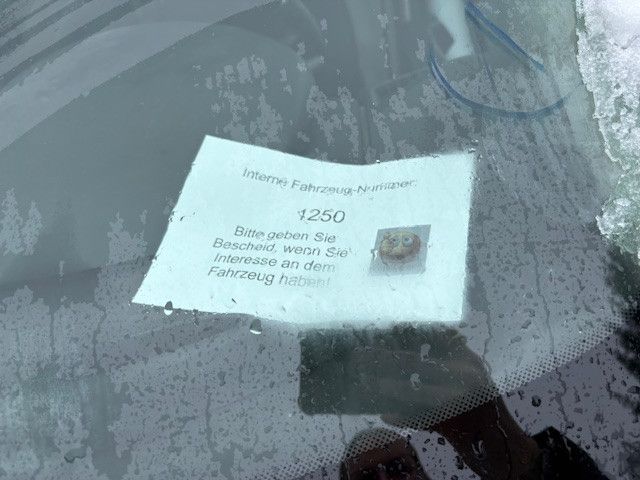 Interne Fahrzeug-Nummer:
1250
Bitte geben Sie
Bescheid, wenn Sie
Interesse an dem
Fahrzeug haben!